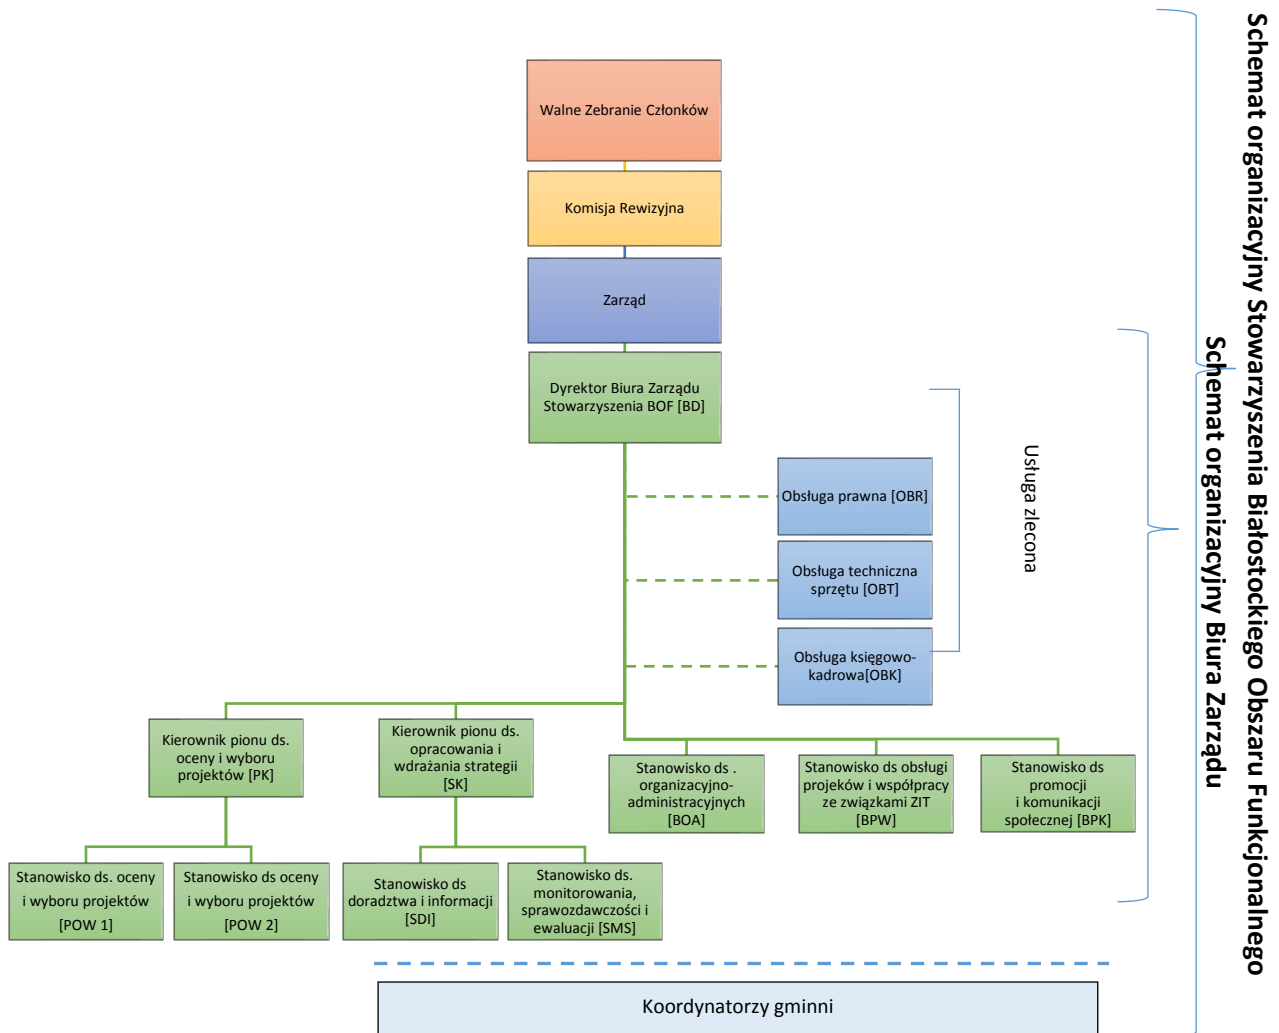 Schemat organizacyjny Stowarzyszenia Białostockiego Obszaru Funkcjonalnego
Schemat organizacyjny Biura Zarządu
Walne Zebranie Członków
Komisja Rewizyjna
Zarząd
Dyrektor Biura Zarządu
Stowarzyszenia BOF [BD]
Usługa zlecona
Obsługa prawna [OBR]
Obsługa techniczna
sprzętu [OBT]
Obsługa księgowo-
kadrowa[OBK]
Kierownik pionu ds.
oceny i wyboru
projektów [PK]
Kierownik pionu ds.
opracowania i
wdrażania strategii
[SK]
Stanowisko ds .
organizacyjno-
administracyjnych
[BOA]
Stanowisko ds obsługi
projeków i współpracy
ze związkami ZIT
[BPW]
Stanowisko ds
promocji
i komunikacji
społecznej [BPK]
Stanowisko ds. oceny
i wyboru projektów
[POW 1]
Stanowisko ds oceny
i wyboru projektów
[POW 2]
Stanowisko ds
doradztwa i informacji
[SDI]
Stanowisko ds.
monitorowania,
sprawozdawczości i
ewaluacji [SMS]
Koordynatorzy gminni